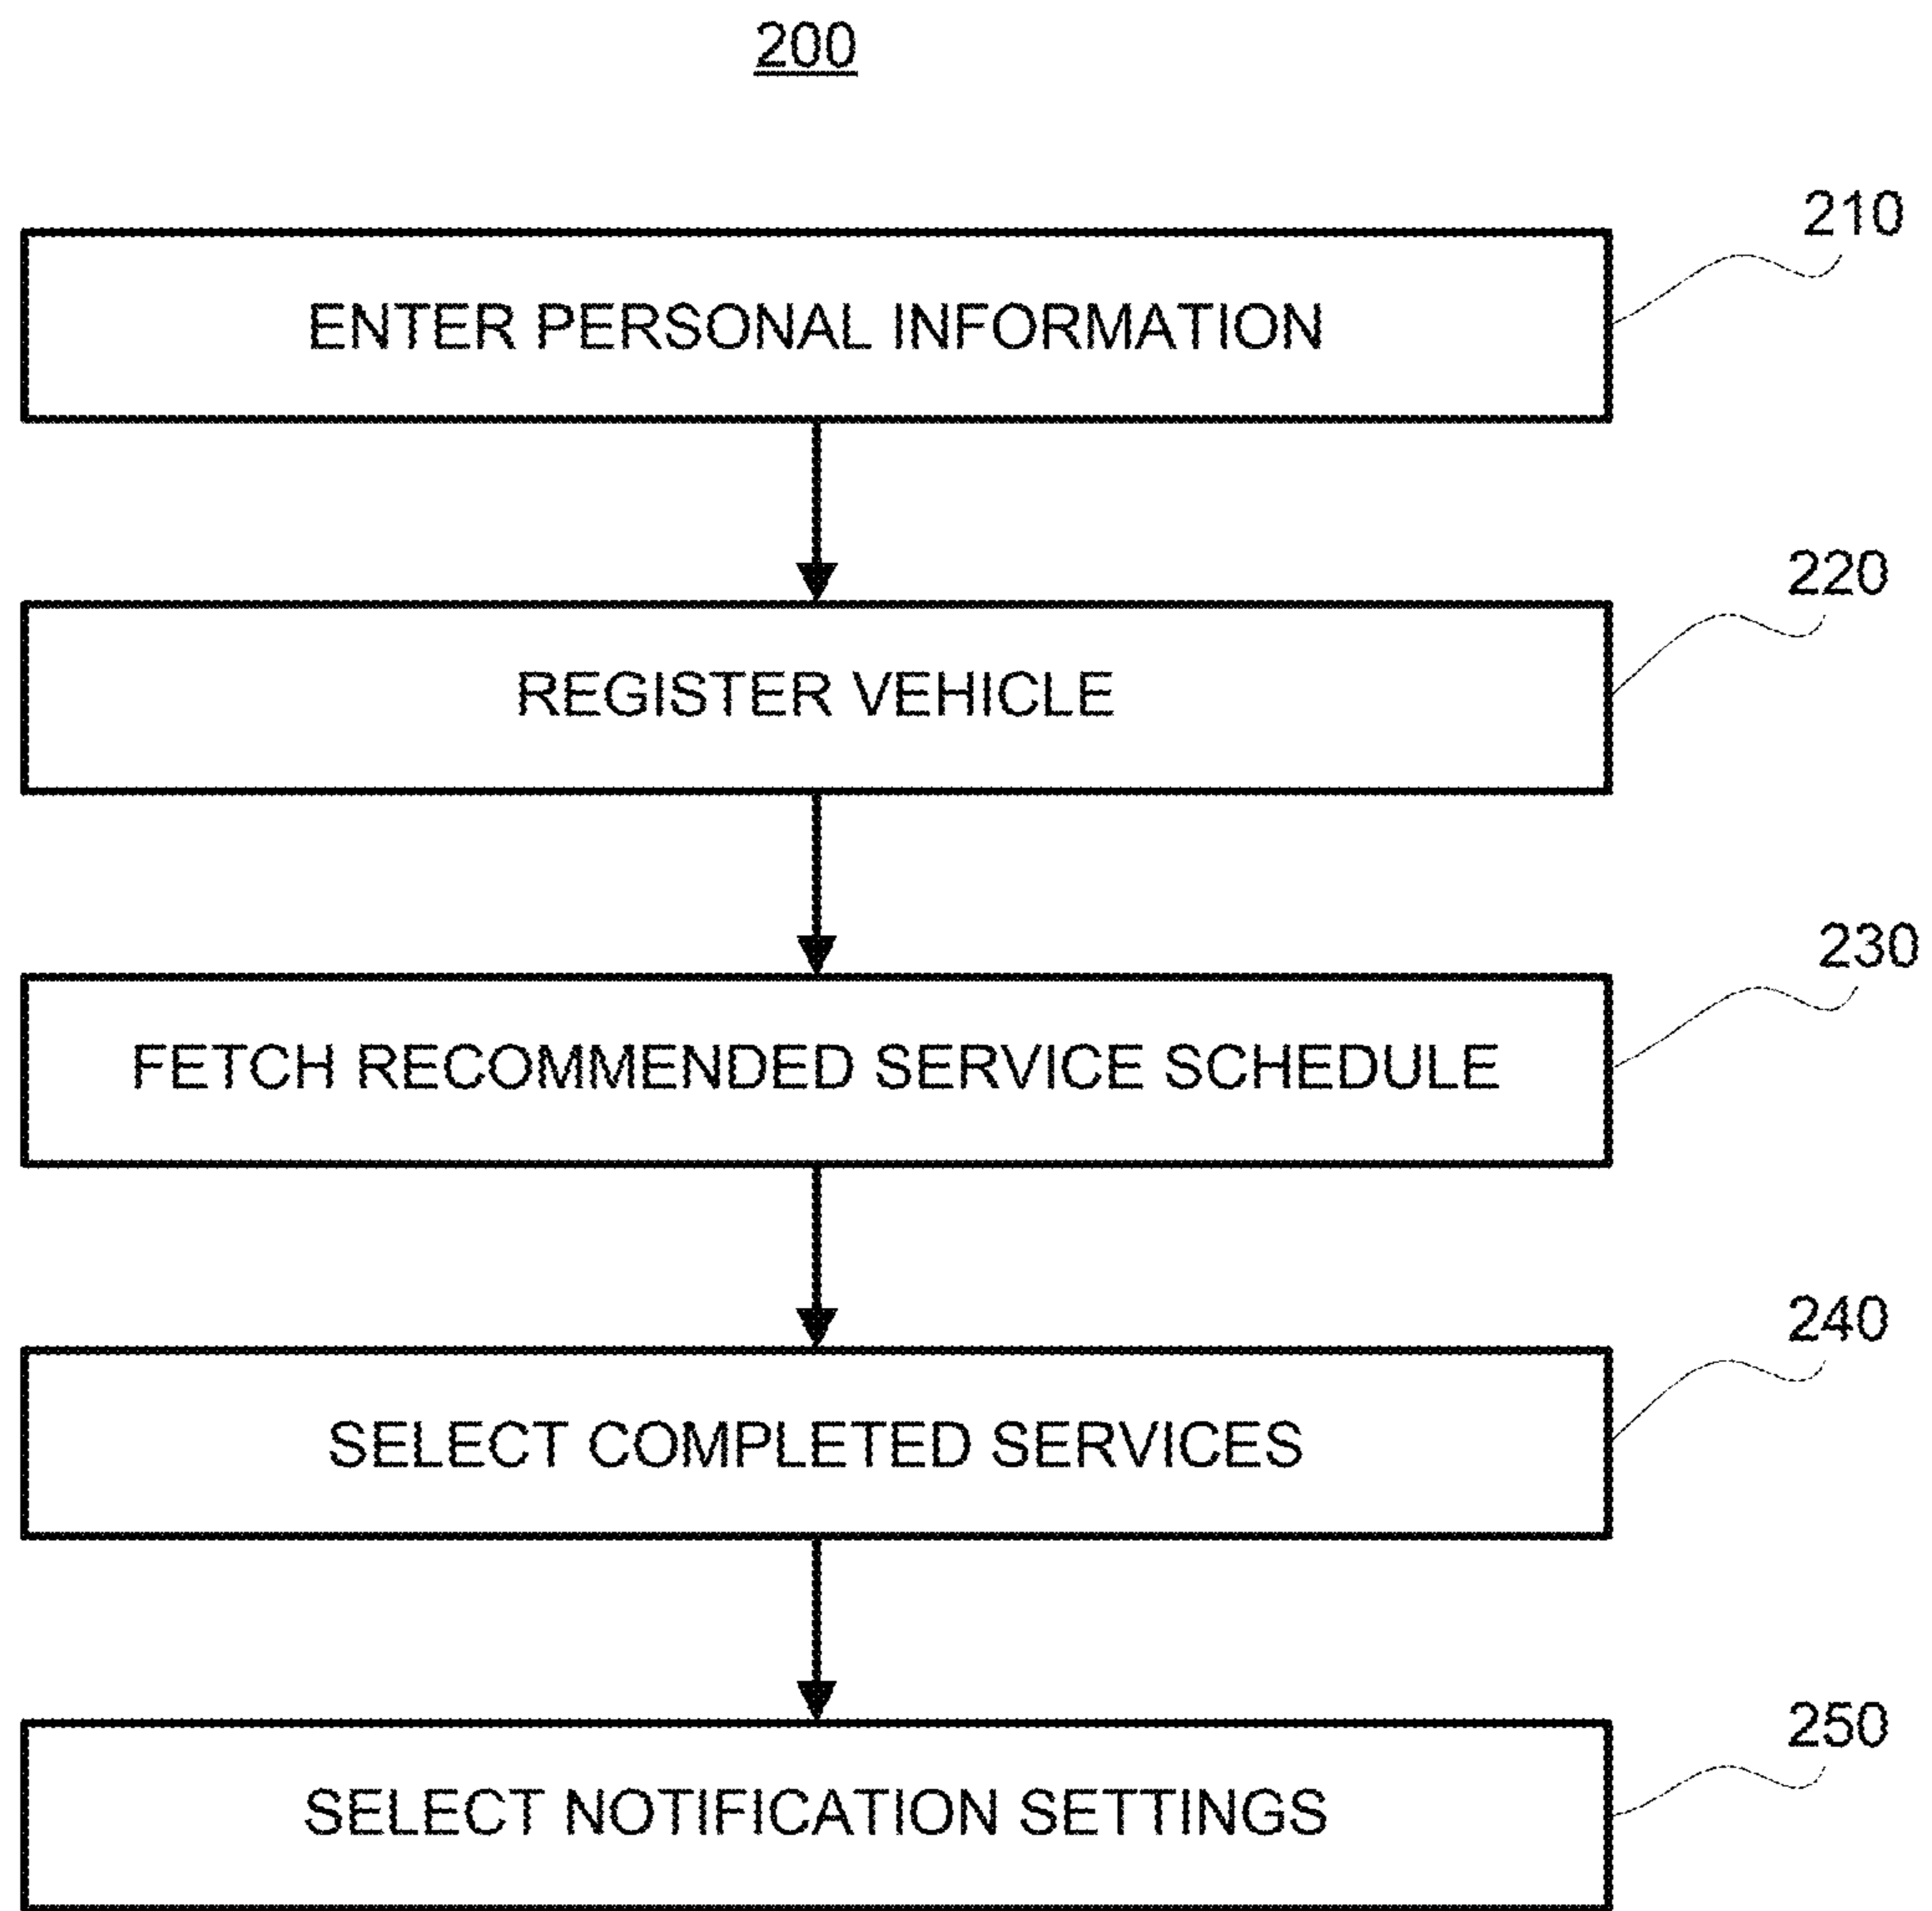 200
210
ENTER PERSONAL INFORMATION
220
REGISTER VEHICLE
230
FETCH RECOMMENDED SERVICE SCHEDULE
240
SELECT COMPLETED SERVICES
250
SELECT NOTIFICATION SETTINGS